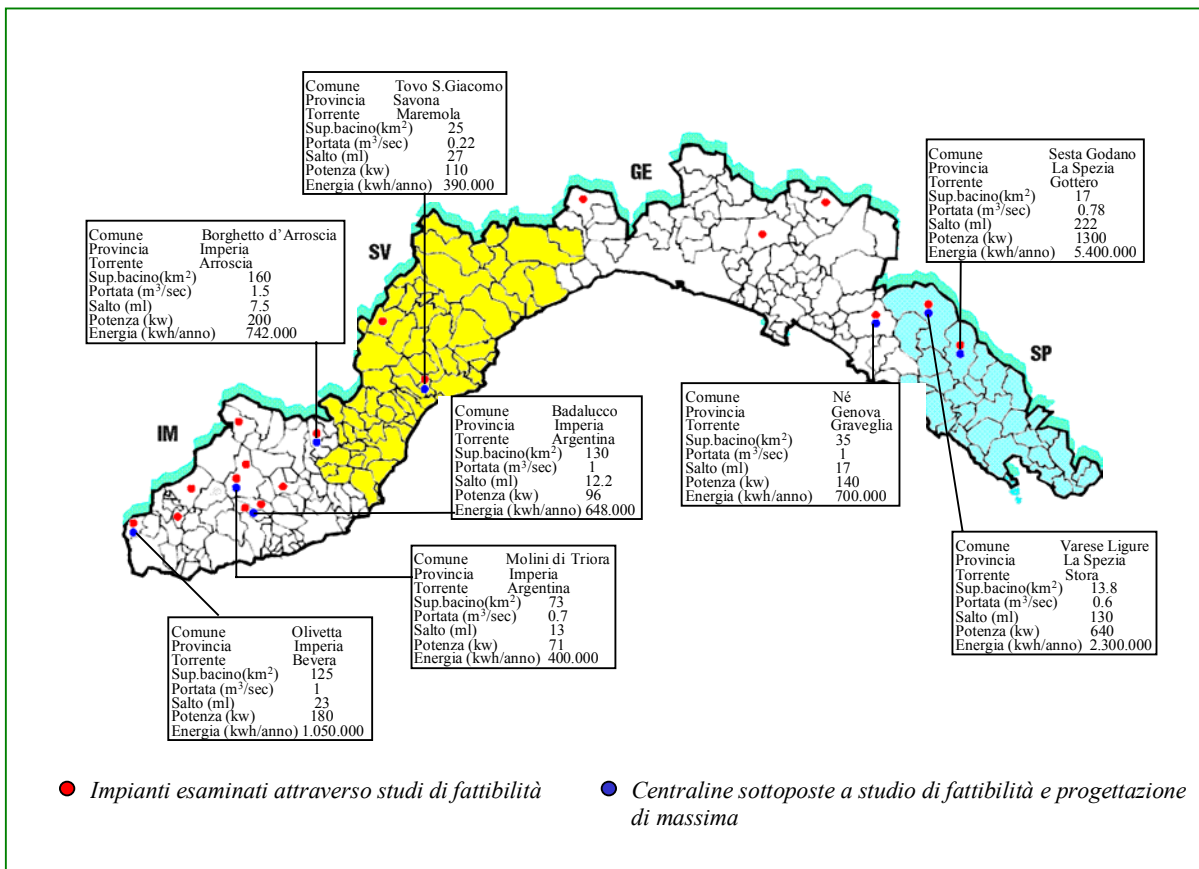 Comune Tovo S.Giacomo
Provincia Savona
Torrente Maremola
Sup.bacino(km²) 25
Portata (m³/sec) 0.22
Salto (ml) 27
Potenza (kw) 110
Energia (kwh/anno) 390.000
GE
Comune Sesta Godano
Provincia La Spezia
Torrente Gottero
Sup.bacino(km²) 17
Portata (m³/sec) 0.78
Salto (ml) 222
Potenza (kw) 1300
Energia (kwh/anno) 5.400.000
Comune Borghetto d'Arroscia
Provincia Imperia
Torrente Arroscia
Sup.bacino(km²) 160
Portata (m³/sec) 1.5
Salto (ml) 7.5
Potenza (kw) 200
Energia (kwh/anno) 742.000
SV
SP
IM
Comune Badalucco
Provincia Imperia
Torrente Argentina
Sup.bacino(km²) 130
Portata (m³/sec) 1
Salto (ml) 12.2
Potenza (kw) 96
Energia (kwh/anno) 648.000
Comune Né
Provincia Genova
Torrente Graveglia
Sup.bacino(km²) 35
Portata (m³/sec) 1
Salto (ml) 17
Potenza (kw) 140
Energia (kwh/anno) 700.000
Comune Molini di Triora
Provincia Imperia
Torrente Argentina
Sup.bacino(km²) 73
Portata (m³/sec) 0.7
Salto (ml) 13
Potenza (kw) 71
Energia (kwh/anno) 400.000
Comune Varese Ligure
Provincia La Spezia
Torrente Stora
Sup.bacino(km²) 13.8
Portata (m³/sec) 0.6
Salto (ml) 130
Potenza (kw) 640
Energia (kwh/anno) 2.300.000
Comune Olivetta
Provincia Imperia
Torrente Bevera
Sup.bacino(km²) 125
Portata (m³/sec) 1
Salto (ml) 23
Potenza (kw) 180
Energia (kwh/anno) 1.050.000
Impianti esaminati attraverso studi di fattibilità
Centraline sottoposte a studio di fattibilità e progettazione
di massima